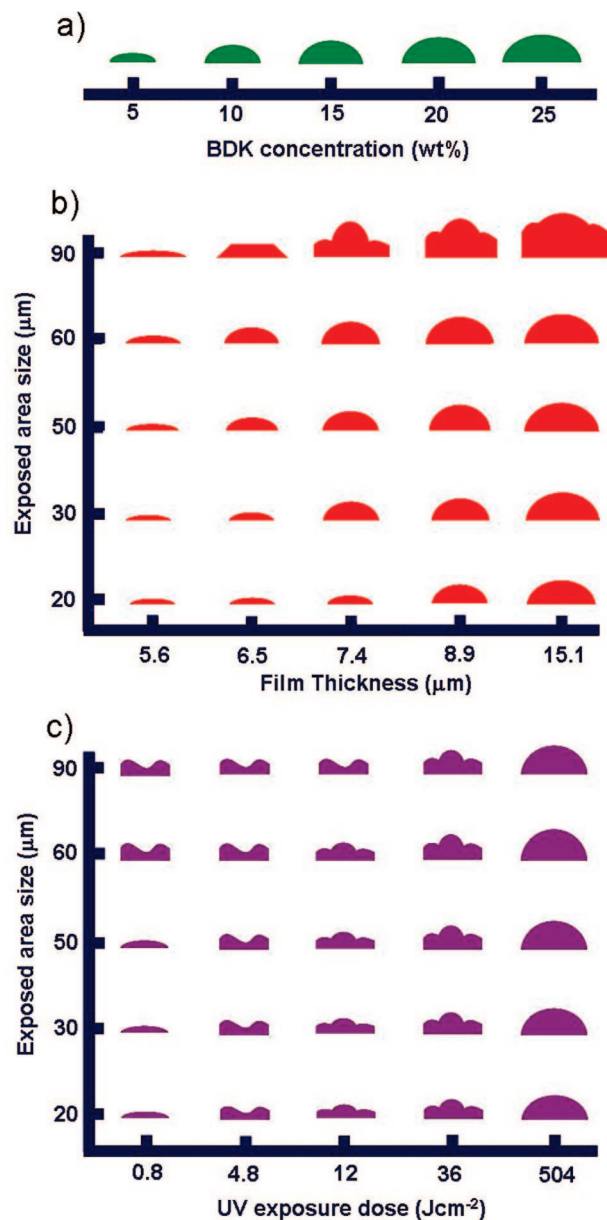 a)
5 10 15 20 25
BDK concentration (wt%)
b)
Exposed area size (μm)
90
60
50
30
20
5.6 6.5 7.4 8.9 15.1
Film Thickness (μm)
c)
Exposed area size (μm)
90
60
50
30
20
0.8 4.8 12 36 504
UV exposure dose (Jcm⁻²)